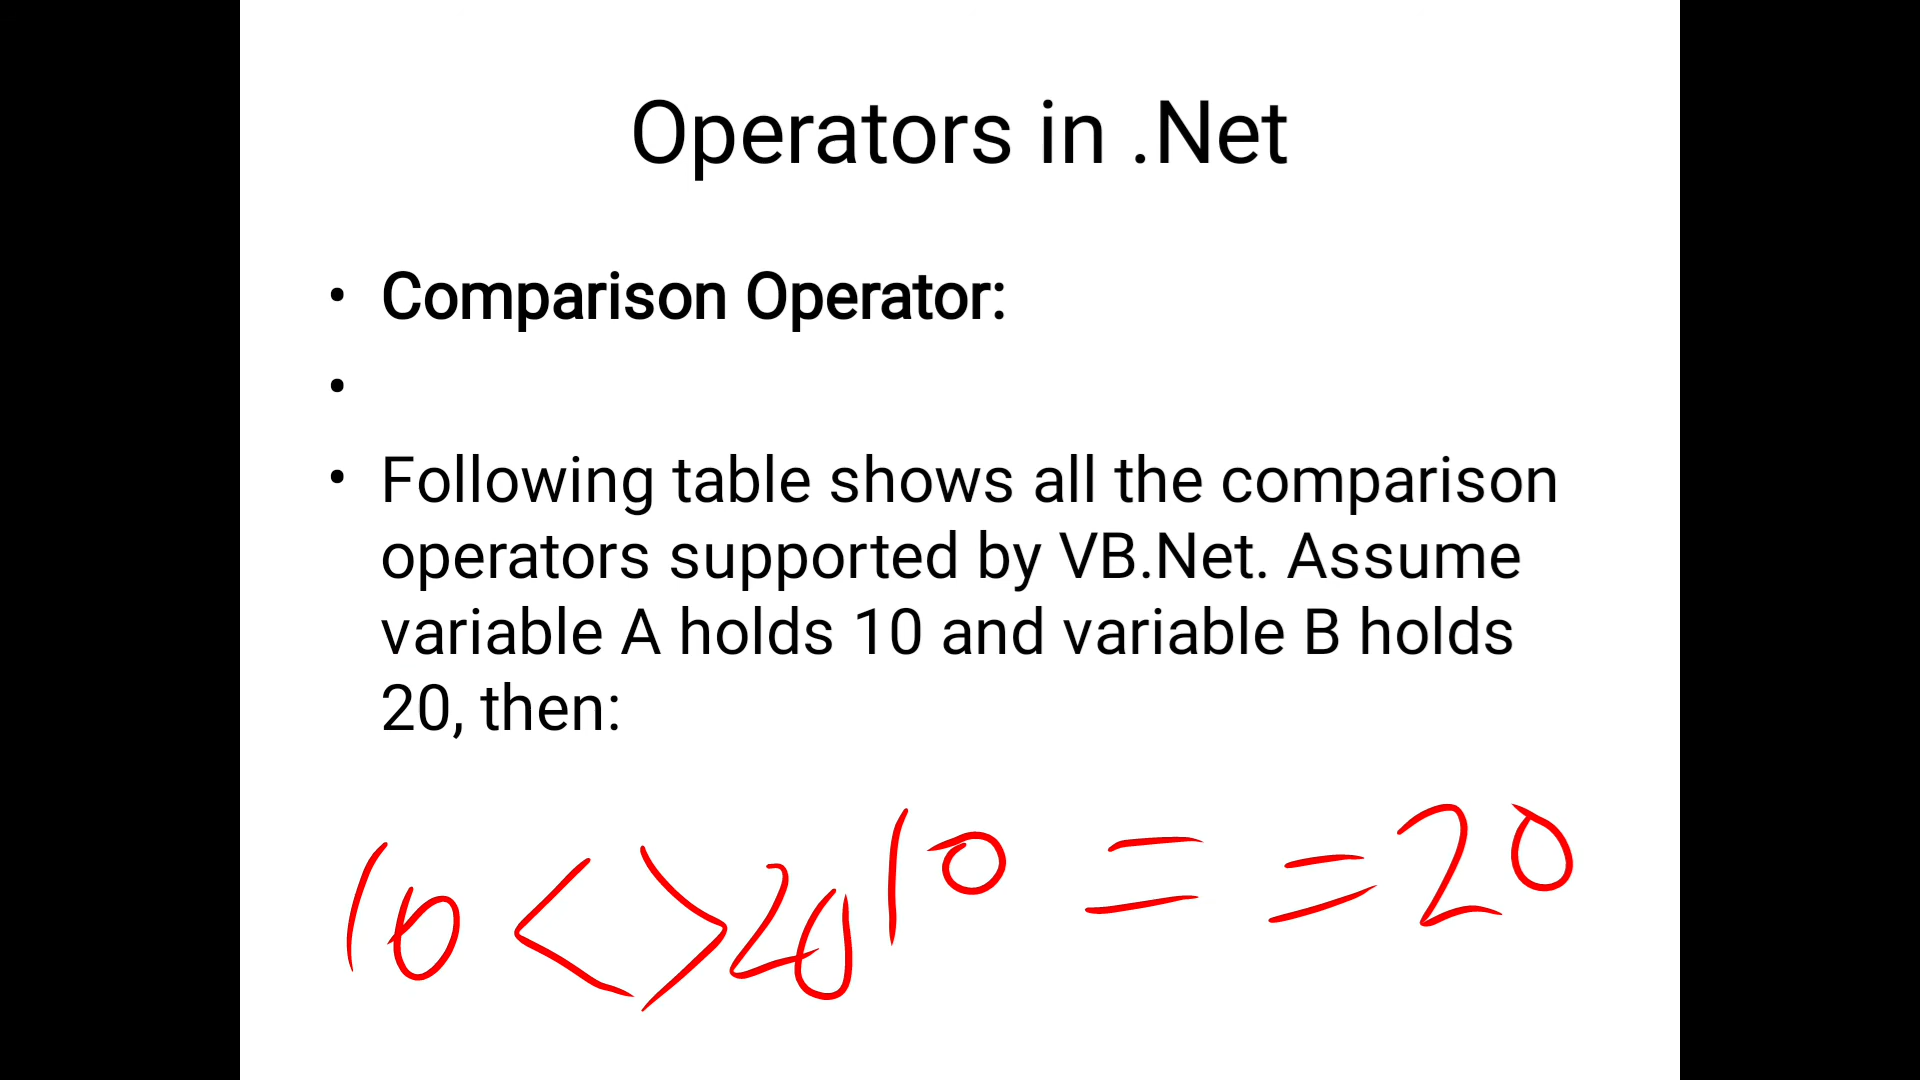 Operators in .Net
• Comparison Operator:
•
• Following table shows all the comparison
operators supported by VB.Net. Assume
variable A holds 10 and variable B holds
20, then:
10 <> 20 10 = = 20